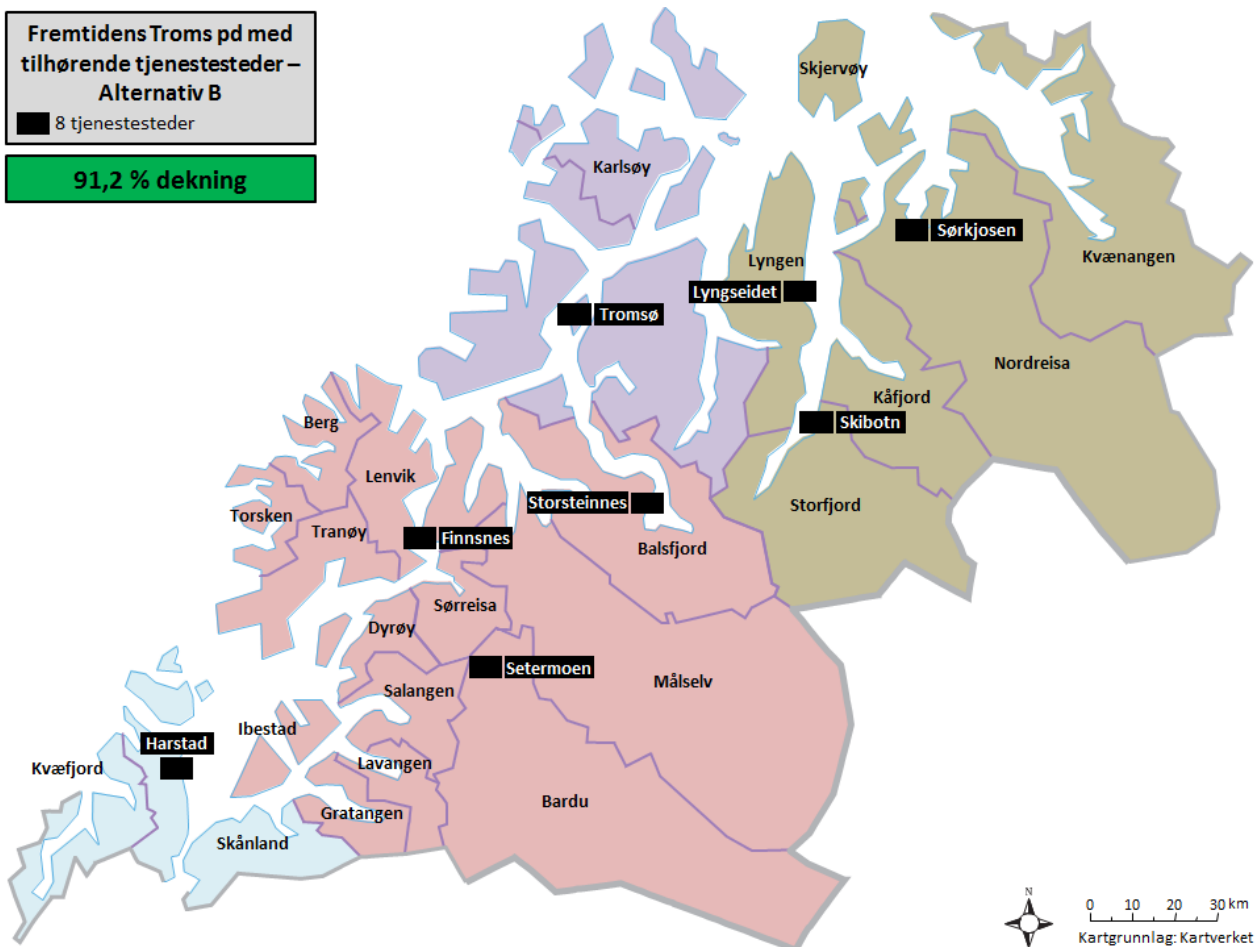 Fremtidens Troms pd med
tilhørende tjenestesteder –
Alternativ B
8 tjenestesteder
91,2 % dekning
Skjervøy
Karlsøy
Sørkjosen
Kvænangen
Lyngen
Lyngseidet
Tromsø
Nordreisa
Kåfjord
Berg
Skibotn
Lenvik
Storsteinnes
Storfjord
Torsken
Tranøy
Finnsnes
Balsfjord
Sørreisa
Dyrøy
Setermoen
Målselv
Salangen
Ibestad
Harstad
Kvæfjord
Lavangen
Bardu
Gratangen
Skånland
N
0 10 20 30 km
Kartgrunnlag: Kartverket